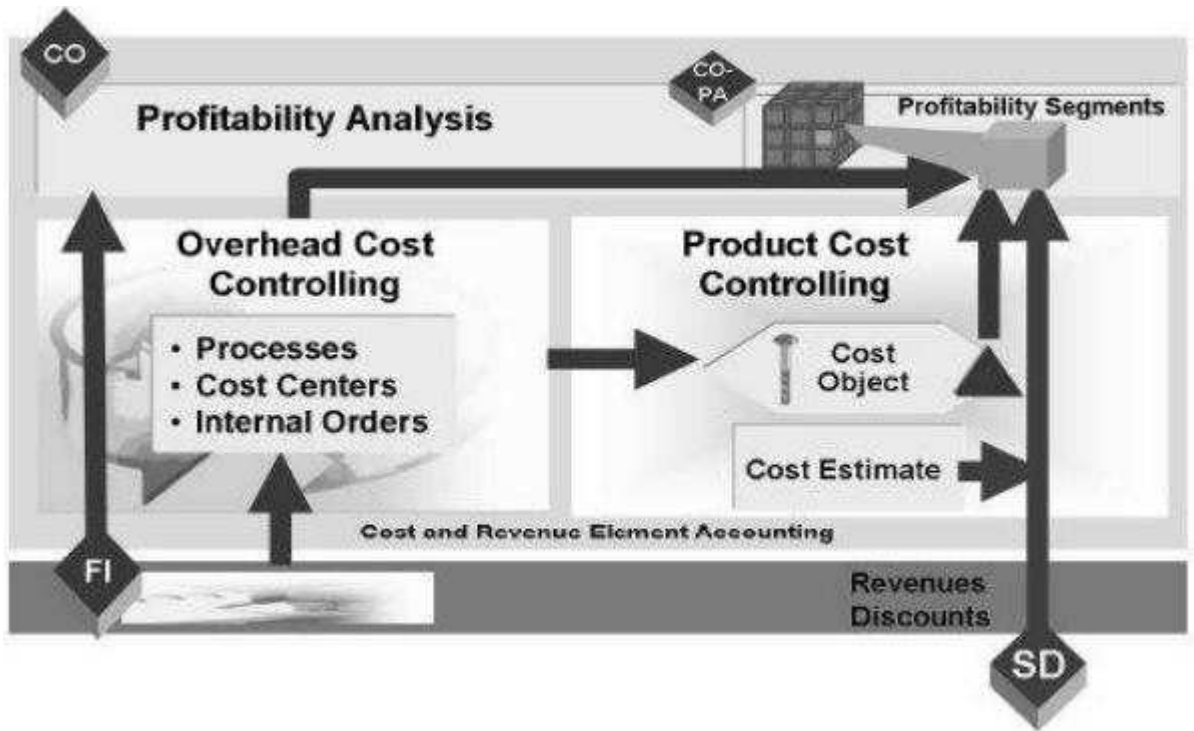 CO
CO-
PA
Profitability Analysis
Profitability Segments
Overhead Cost
Controlling
• Processes
• Cost Centers
• Internal Orders
Product Cost
Controlling
Cost
Object
Cost Estimate
Cost and Revenue Element Accounting
FI
Revenues
Discounts
SD